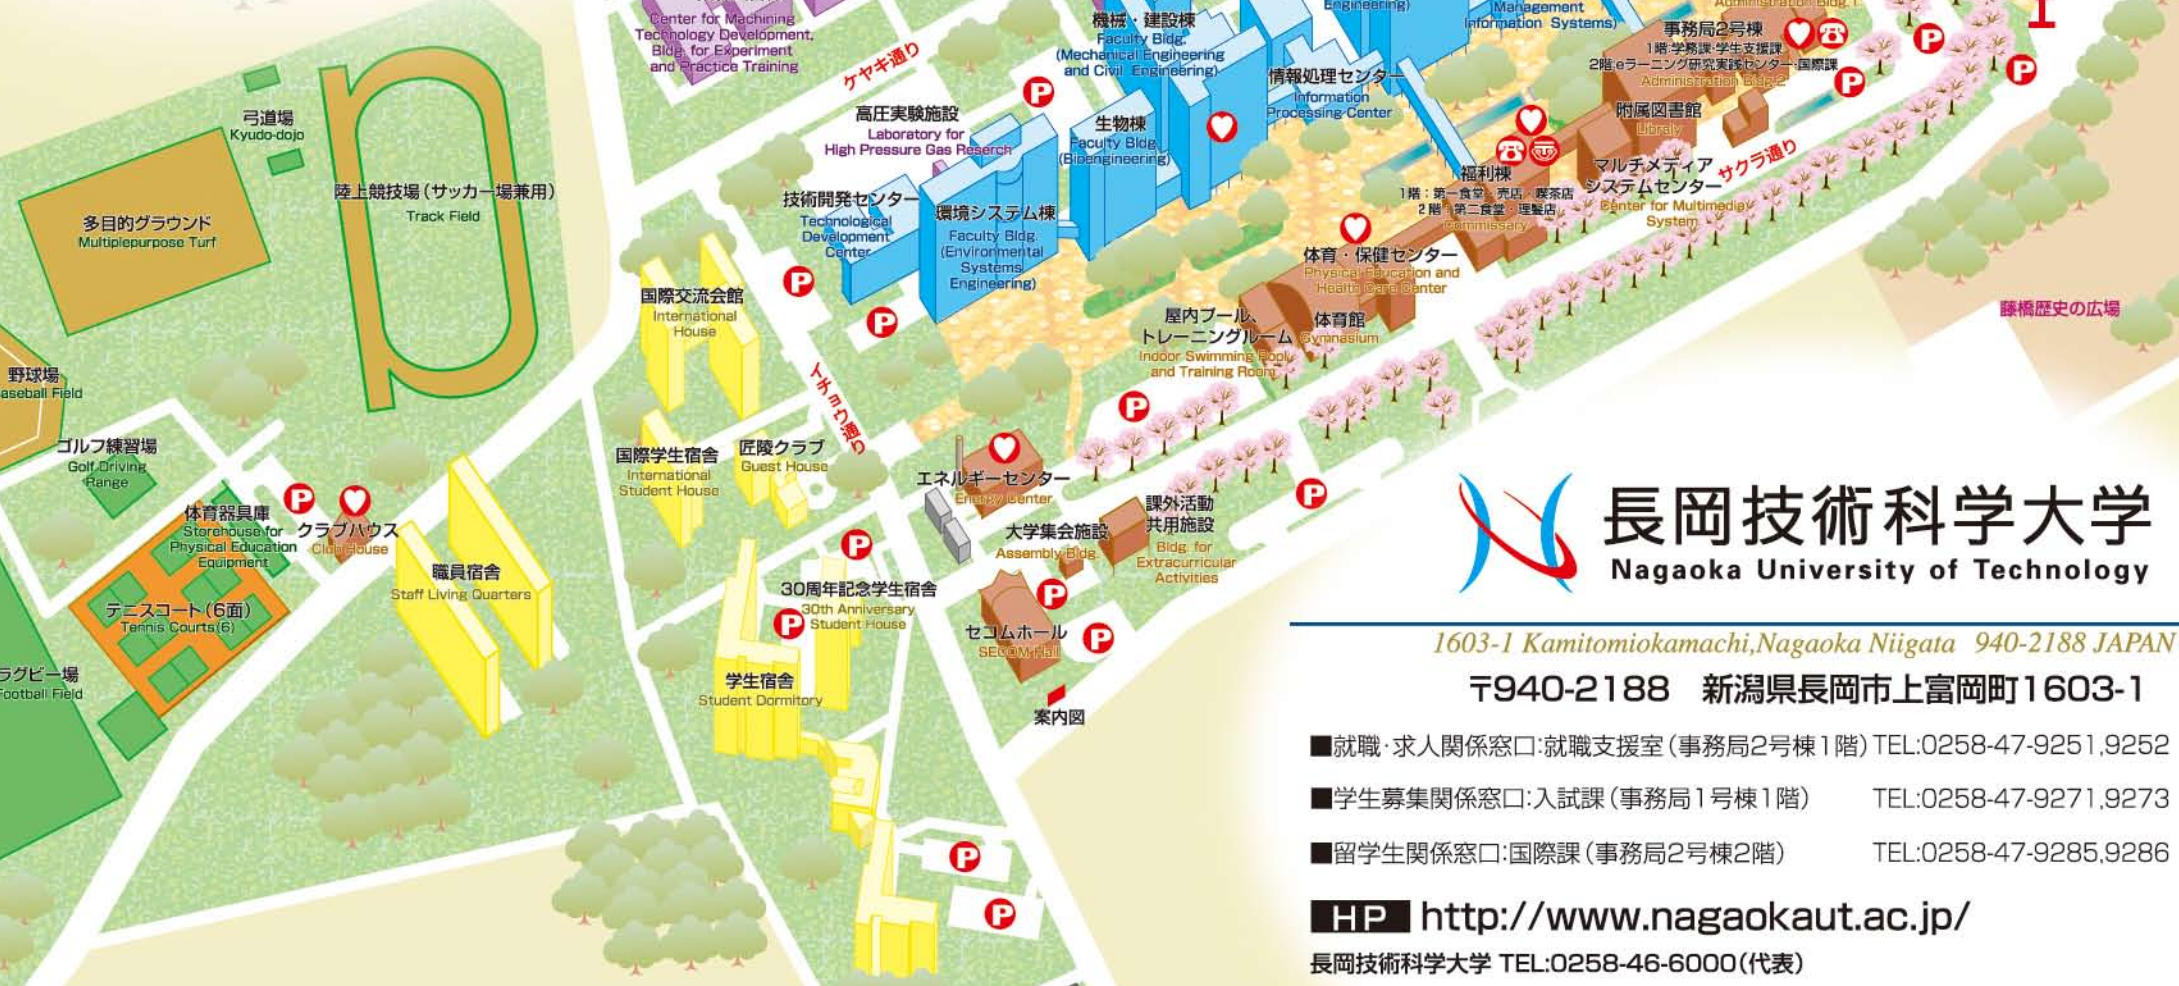 Center for Machining
Technology Development,
Bldg. for Experiment
and Practice Training
ケヤキ通り
機械・建設棟
Faculty Bldg.
(Mechanical Engineering
and Civil Engineering)
Engineering)
Management
Information Systems)
事務局2号棟
1階:学務課・学生支援課
2階:eラーニング研究実践センター・国際課
Administration Bldg.2
情報処理センター
Information
Processing Center
附属図書館
Libraly
弓道場
Kyudo-dojo
高圧実験施設
Laboratory for
High Pressure Gas Reserch
生物棟
Faculty Bldg.
(Bioengineering)
福利棟
1階:第一食堂・売店・喫茶店
2階:第二食堂・理髪店
Commissary
マルチメディア
システムセンター
Center for Multimedia
System
サクラ通り
多目的グラウンド
Multiplepurpose Turf
陸上競技場(サッカー場兼用)
Track Field
技術開発センター
Technological
Development
Center
環境システム棟
Faculty Bldg.
(Environmental
Systems
Engineering)
体育・保健センター
Physical Education and
Health Care Center
国際交流会館
International
House
屋内プール、
トレーニングルーム
Indoor Swimming Pool
and Training Room
体育館
Gymnasium
藤橋歴史の広場
野球場
aseball Field
イチョウ通り
ゴルフ練習場
Golf Driving
Range
国際学生宿舎
International
Student House
匠陵クラブ
Guest House
エネルギーセンター
Energy Center
体育器具庫
Storehouse for
Physical Education
Equipment
クラブハウス
Club House
大学集会施設
Assembly Bldg.
課外活動
共用施設
Bldg. for
Extracurricular
Activities
職員宿舎
Staff Living Quarters
30周年記念学生宿舎
30th Anniversary
Student House
テニスコート(6面)
Tennis Courts(6)
セコムホール
SECOM Hall
ラグビー場
ootball Field
学生宿舎
Student Dormitory
案内図
長岡技術科学大学
Nagaoka University of Technology
1603-1 Kamitomiokamachi,Nagaoka Niigata 940-2188 JAPAN
〒940-2188 新潟県長岡市上富岡町1603-1
■就職・求人関係窓口:就職支援室(事務局2号棟1階)TEL:0258-47-9251,9252
■学生募集関係窓口:入試課(事務局1号棟1階) TEL:0258-47-9271,9273
■留学生関係窓口:国際課(事務局2号棟2階) TEL:0258-47-9285,9286
HP http://www.nagaokaut.ac.jp/
長岡技術科学大学 TEL:0258-46-6000(代表)